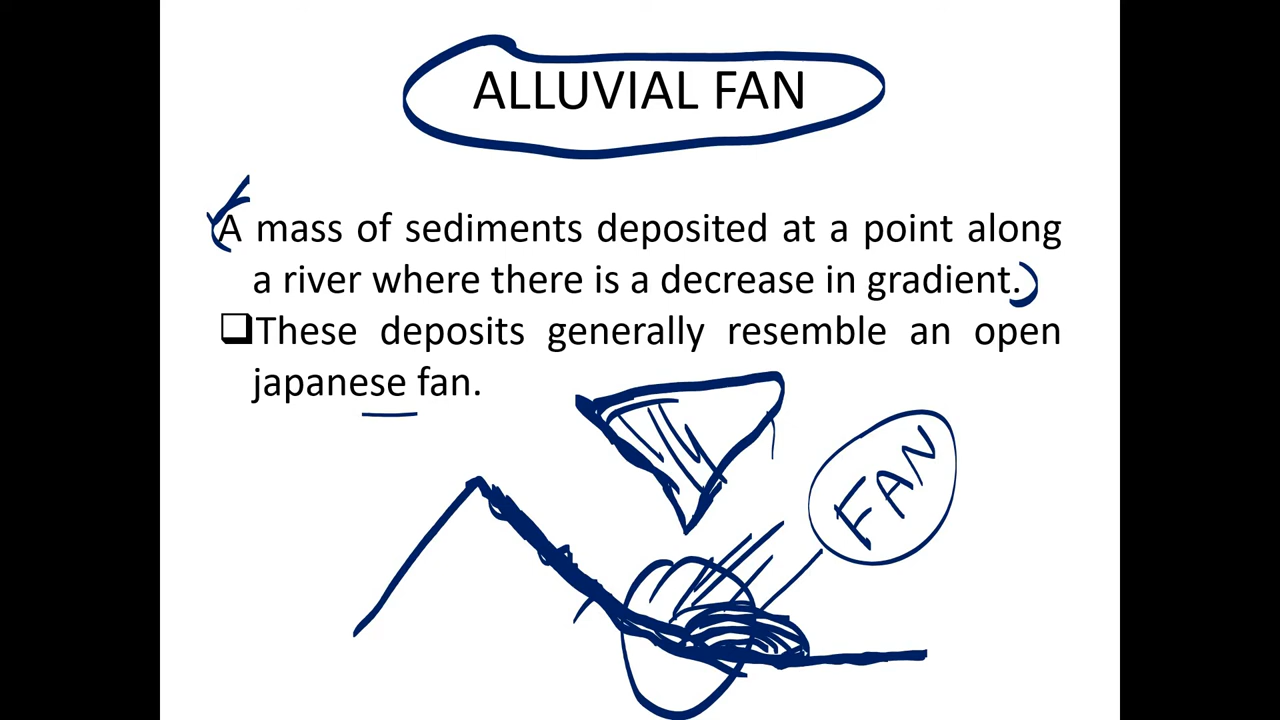 ALLUVIAL FAN
A mass of sediments deposited at a point along
a river where there is a decrease in gradient.
These deposits generally resemble an open
japanese fan.
FAN